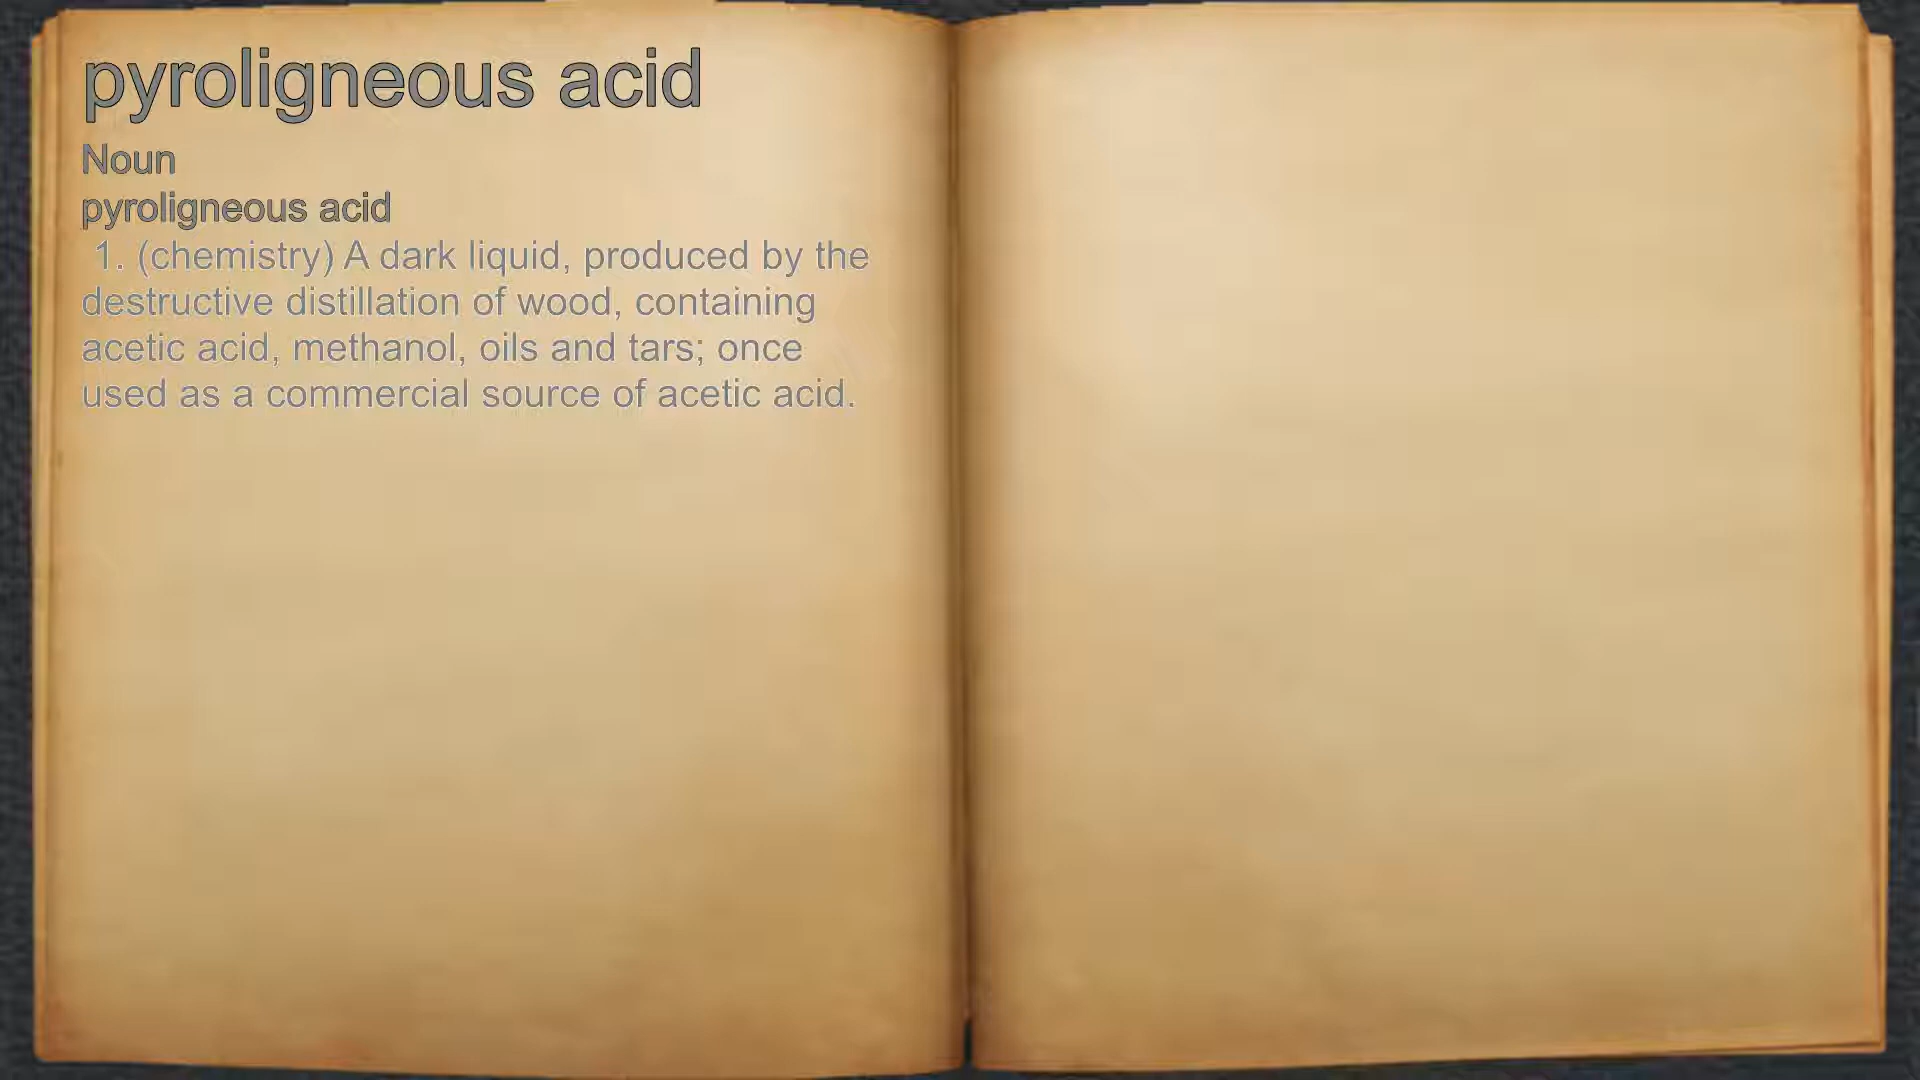 pyroligneous acid
Noun
pyroligneous acid
1. (chemistry) A dark liquid, produced by the
destructive distillation of wood, containing
acetic acid, methanol, oils and tars; once
used as a commercial source of acetic acid.